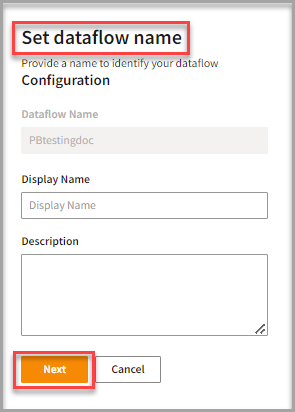 Set dataflow name
Provide a name to identify your dataflow
Configuration
Dataflow Name
PBtestingdoc
Display Name
Display Name
Description
Next Cancel